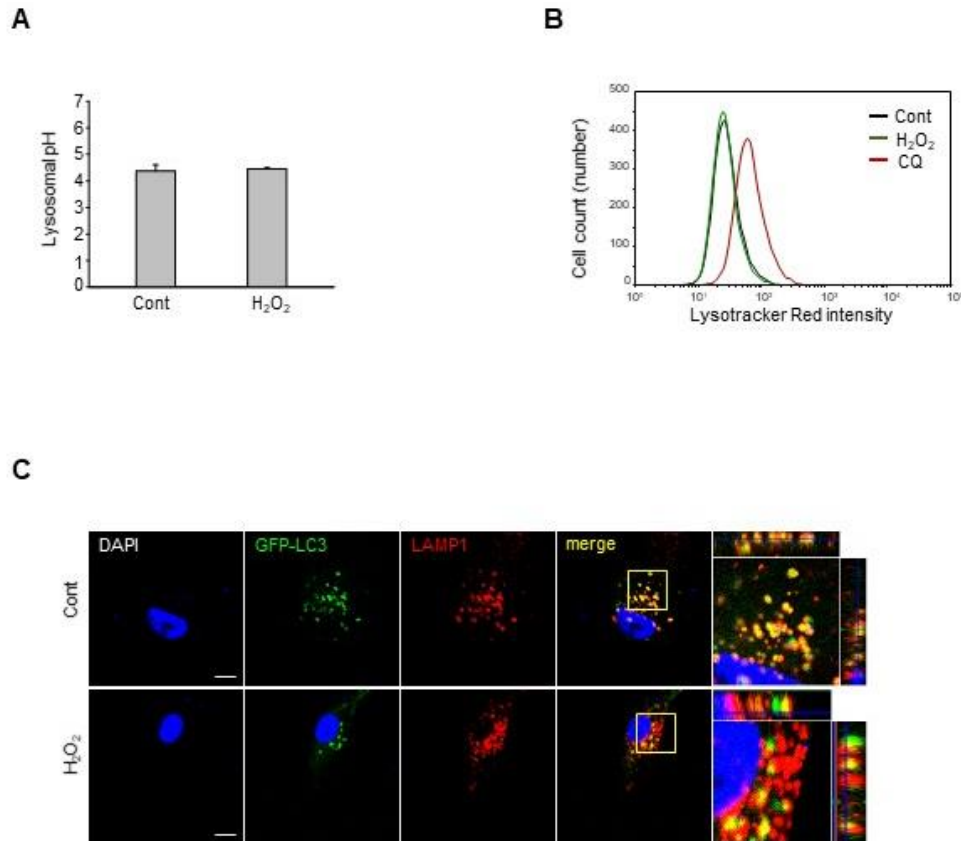 A
B
7
6
5
4
3
2
1
0
Lysosomal pH
Cont
H₂O₂
500
400
300
200
100
0
Cell count (number)
Cont
H₂O₂
CQ
10⁰ 10¹ 10² 10³ 10⁴
Lysotracker Red intensity
C
DAPI GFP-LC3 LAMP1 merge
Cont
H₂O₂